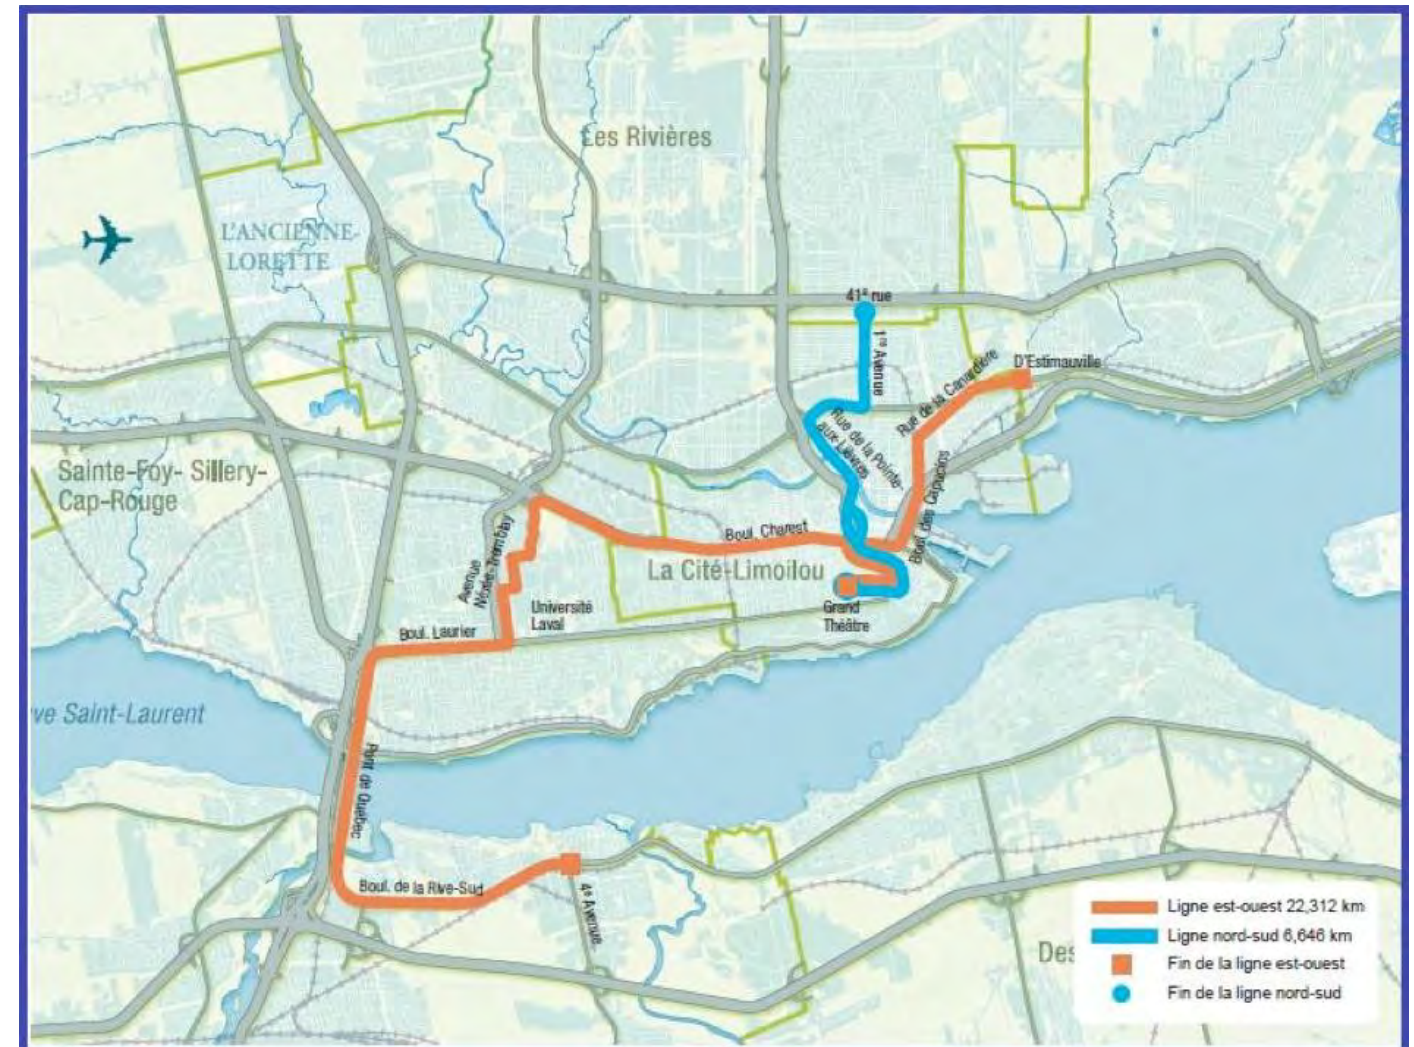 Les Rivières
L'ANCIENNE-
LORETTE
41e rue
1re Avenue
D'Estimauville
Rue de la Canardière
Rue de la Pointe-
aux-Lièvres
Sainte-Foy- Sillery-
Cap-Rouge
Boul. des Capucins
Boul. Charest
Avenue
Nérée-Tremblay
La Cité-Limoilou
Université
Laval
Grand
Théâtre
Boul. Laurier
ve Saint-Laurent
Pont de Québec
Boul. de la Rive-Sud
4e Avenue
Des
Ligne est-ouest 22,312 km
Ligne nord-sud 6,646 km
Fin de la ligne est-ouest
Fin de la ligne nord-sud